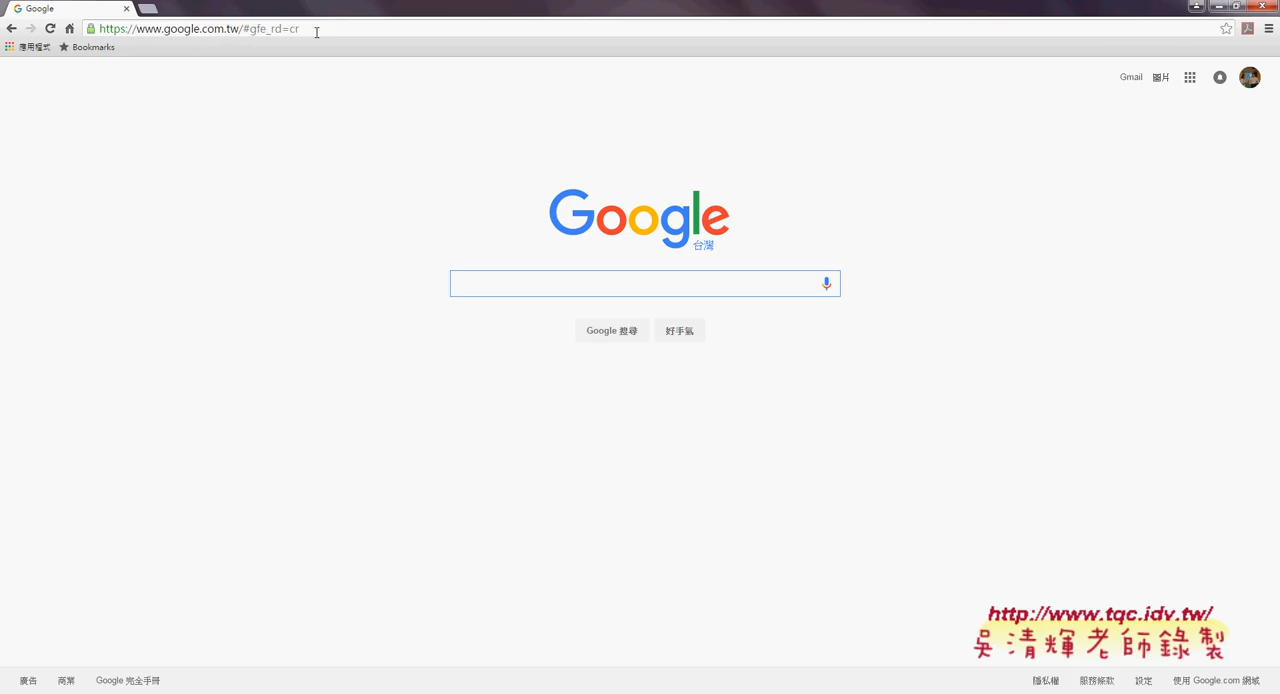 Google
https://www.google.com.tw/#gfe_rd=cr
應用程式 Bookmarks
Gmail 圖片
Google
台灣
Google 搜尋 好手氣
http://www.tqc.idv.tw/
吳清輝老師錄製
廣告 商業 Google 完全手冊 隱私權 服務條款 設定 使用 Google.com 網域